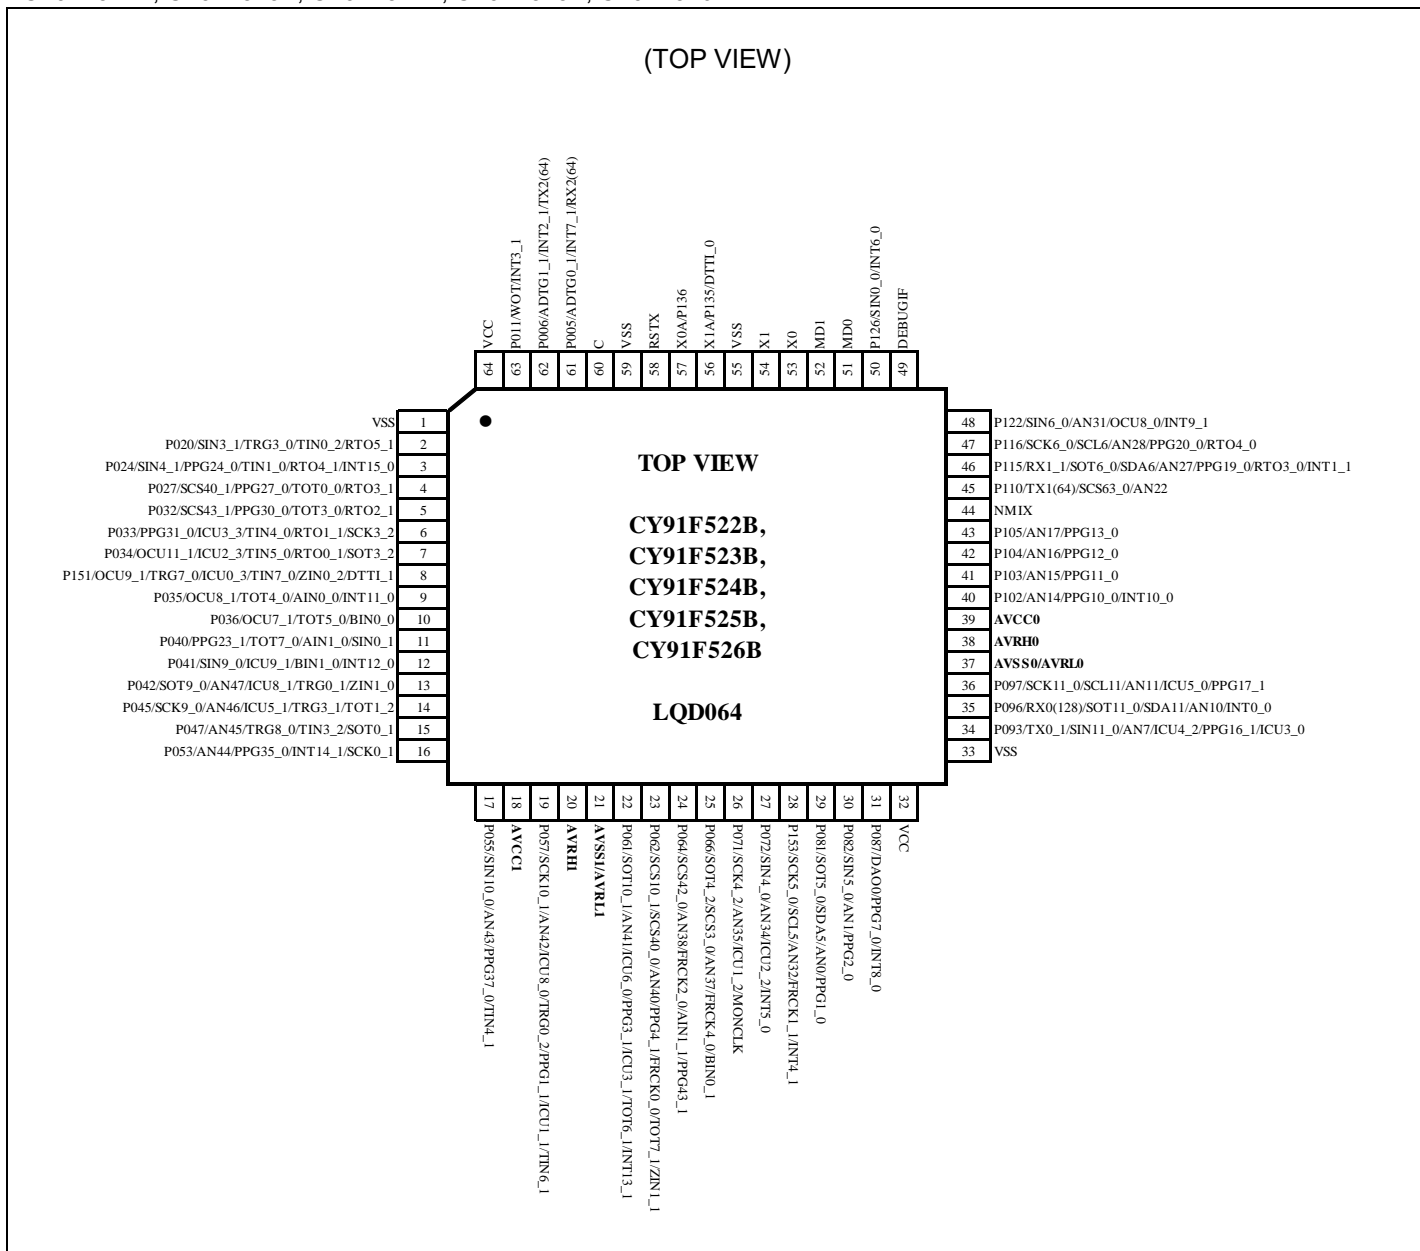 (TOP VIEW)
P011/WOT/INT3_1
P006/ADTG1_1/INT2_1/TX2(64)
P005/ADTG0_1/INT7_1/RX2(64)
VCC
C
VSS
RSTX
X0A/P136
X1A/P135/DTTI_0
VSS
X1
X0
MD1
MD0
P126/SIN0_0/INT6_0
DEBUGIF
64 63 62 61 60 59 58 57 56 55 54 53 52 51 50 49
VSS 1
P020/SIN3_1/TRG3_0/TIN0_2/RTO5_1 2
P024/SIN4_1/PPG24_0/TIN1_0/RTO4_1/INT15_0 3
P027/SCS40_1/PPG27_0/TOT0_0/RTO3_1 4
P032/SCS43_1/PPG30_0/TOT3_0/RTO2_1 5
P033/PPG31_0/ICU3_3/TIN4_0/RTO1_1/SCK3_2 6
P034/OCU11_1/ICU2_3/TIN5_0/RTO0_1/SOT3_2 7
P151/OCU9_1/TRG7_0/ICU0_3/TIN7_0/ZIN0_2/DTTI_1 8
P035/OCU8_1/TOT4_0/AIN0_0/INT11_0 9
P036/OCU7_1/TOT5_0/BIN0_0 10
P040/PPG23_1/TOT7_0/AIN1_0/SIN0_1 11
P041/SIN9_0/ICU9_1/BIN1_0/INT12_0 12
P042/SOT9_0/AN47/ICU8_1/TRG0_1/ZIN1_0 13
P045/SCK9_0/AN46/ICU5_1/TRG3_1/TOT1_2 14
P047/AN45/TRG8_0/TIN3_2/SOT0_1 15
P053/AN44/PPG35_0/INT14_1/SCK0_1 16
TOP VIEW
CY91F522B,
CY91F523B,
CY91F524B,
CY91F525B,
CY91F526B
LQD064
48 P122/SIN6_0/AN31/OCU8_0/INT9_1
47 P116/SCK6_0/SCL6/AN28/PPG20_0/RTO4_0
46 P115/RX1_1/SOT6_0/SDA6/AN27/PPG19_0/RTO3_0/INT1_1
45 P110/TX1(64)/SCS63_0/AN22
44 NMIX
43 P105/AN17/PPG13_0
42 P104/AN16/PPG12_0
41 P103/AN15/PPG11_0
40 P102/AN14/PPG10_0/INT10_0
39 AVCC0
38 AVRH0
37 AVSS0/AVRL0
36 P097/SCK11_0/SCL11/AN11/ICU5_0/PPG17_1
35 P096/RX0(128)/SOT11_0/SDA11/AN10/INT0_0
34 P093/TX0_1/SIN11_0/AN7/ICU4_2/PPG16_1/ICU3_0
33 VSS
17 18 19 20 21 22 23 24 25 26 27 28 29 30 31 32
P055/SIN10_0/AN43/PPG37_0/TIN4_1
AVCC1
P057/SCK10_1/AN42/ICU8_0/TRG0_2/PPG1_1/ICU1_1/TIN6_1
AVRH1
AVSS1/AVRL1
P061/SOT10_1/AN41/ICU6_0/PPG3_1/ICU3_1/TOT6_1/INT13_1
P062/SCS10_1/SCS40_0/AN40/PPG4_1/FRCK0_0/TOT7_1/ZIN1_1
P064/SCS42_0/AN38/FRCK2_0/AIN1_1/PPG43_1
P066/SOT4_2/SCS3_0/AN37/FRCK4_0/BIN0_1
P071/SCK4_2/AN35/ICU1_2/MONCLK
P072/SIN4_0/AN34/ICU2_2/INT5_0
P153/SCK5_0/SCL5/AN32/FRCK1_1/INT4_1
P081/SOT5_0/SDA5/AN0/PPG1_0
P082/SIN5_0/AN1/PPG2_0
P087/DAO0/PPG7_0/INT8_0
VCC